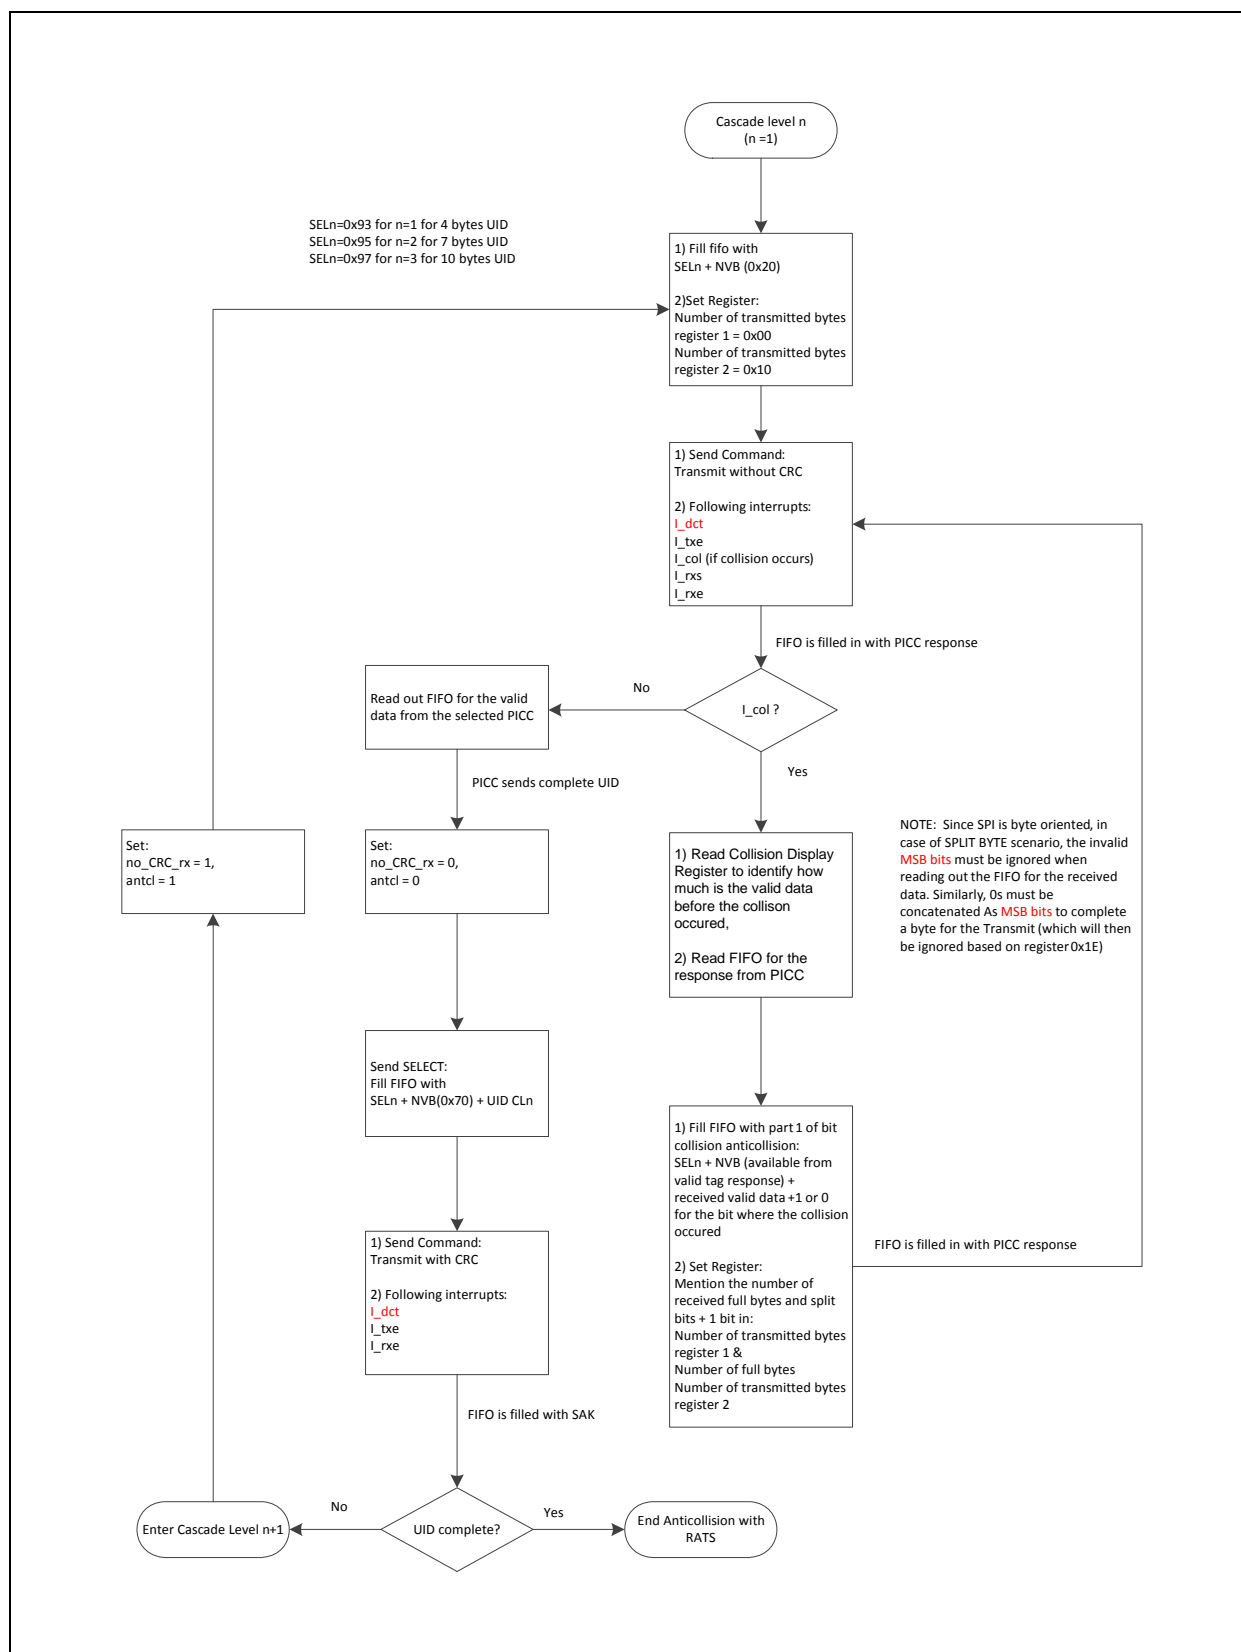 Cascade level n
(n =1)
SELn=0x93 for n=1 for 4 bytes UID
SELn=0x95 for n=2 for 7 bytes UID
SELn=0x97 for n=3 for 10 bytes UID
1) Fill fifo with
SELn + NVB (0x20)
2)Set Register:
Number of transmitted bytes
register 1 = 0x00
Number of transmitted bytes
register 2 = 0x10
1) Send Command:
Transmit without CRC
2) Following interrupts:
I_dct
I_txe
I_col (if collision occurs)
I_rxs
I_rxe
FIFO is filled in with PICC response
I_col ?
No
Read out FIFO for the valid
data from the selected PICC
Yes
PICC sends complete UID
Set:
no_CRC_rx = 1,
antcl = 1
Set:
no_CRC_rx = 0,
antcl = 0
1) Read Collision Display
Register to identify how
much is the valid data
before the collison
occured,
2) Read FIFO for the
response from PICC
NOTE:  Since SPI is byte oriented, in
case of SPLIT BYTE scenario, the invalid
MSB bits must be ignored when
reading out the FIFO for the received
data. Similarly, 0s must be
concatenated As MSB bits to complete
a byte for the Transmit (which will then
be ignored based on register 0x1E)
Send SELECT:
Fill FIFO with
SELn + NVB(0x70) + UID CLn
1) Fill FIFO with part 1 of bit
collision anticollision:
SELn + NVB (available from
valid tag response) +
received valid data +1 or 0
for the bit where the collision
occured
2) Set Register:
Mention the number of
received full bytes and split
bits + 1 bit in:
Number of transmitted bytes
register 1 &
Number of full bytes
Number of transmitted bytes
register 2
FIFO is filled in with PICC response
1) Send Command:
Transmit with CRC
2) Following interrupts:
I_dct
I_txe
I_rxe
FIFO is filled with SAK
UID complete?
No
Enter Cascade Level n+1
Yes
End Anticollision with
RATS